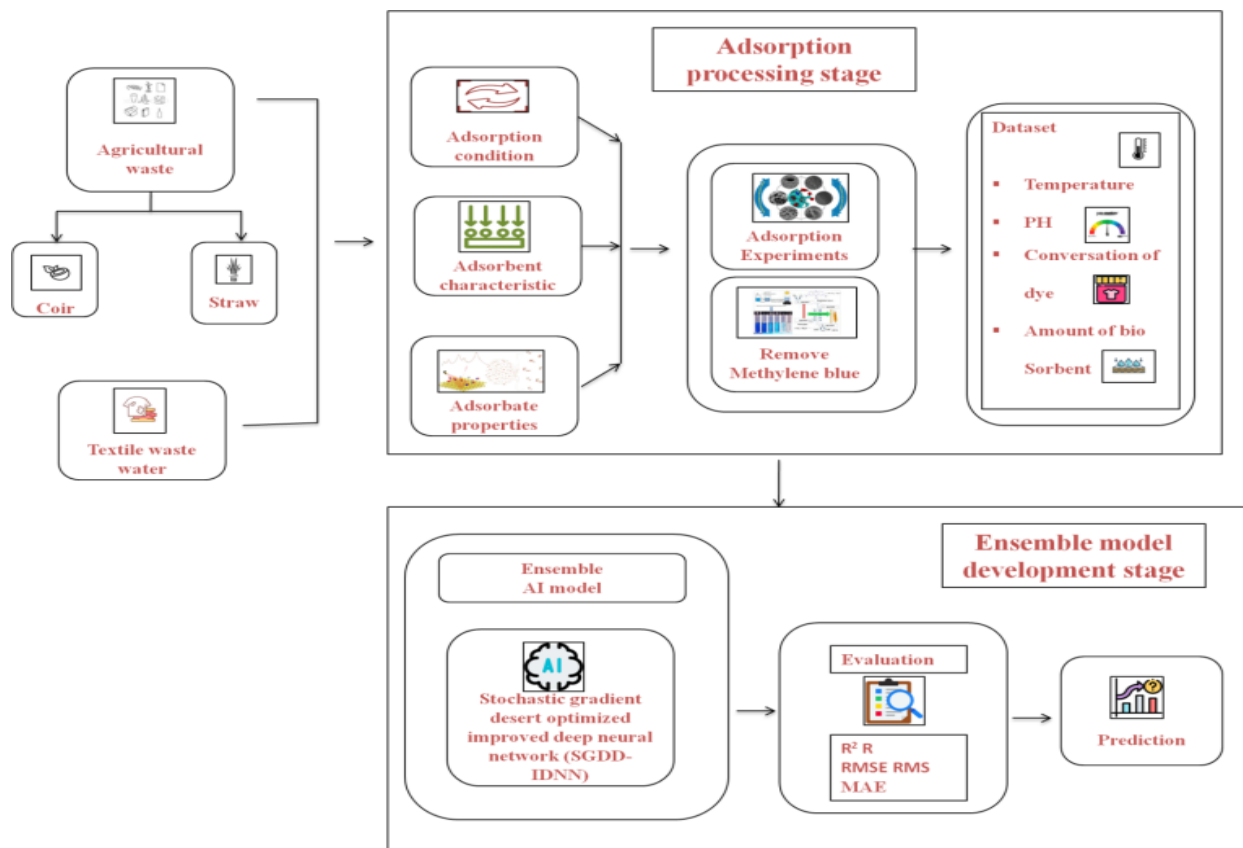 Agricultural
waste
Coir
Straw
Textile waste
water
Adsorption
processing stage
Adsorption
condition
Adsorbent
characteristic
Adsorbate
properties
Adsorption
Experiments
Remove
Methylene blue
Dataset
▪ Temperature
▪ PH
▪ Conversation of
dye
▪ Amount of bio
Sorbent
Ensemble model
development stage
Ensemble
AI model
AI
Stochastic gradient
desert optimized
improved deep neural
network (SGDD-
IDNN)
Evaluation
R² R
RMSE RMS
MAE
?
Prediction